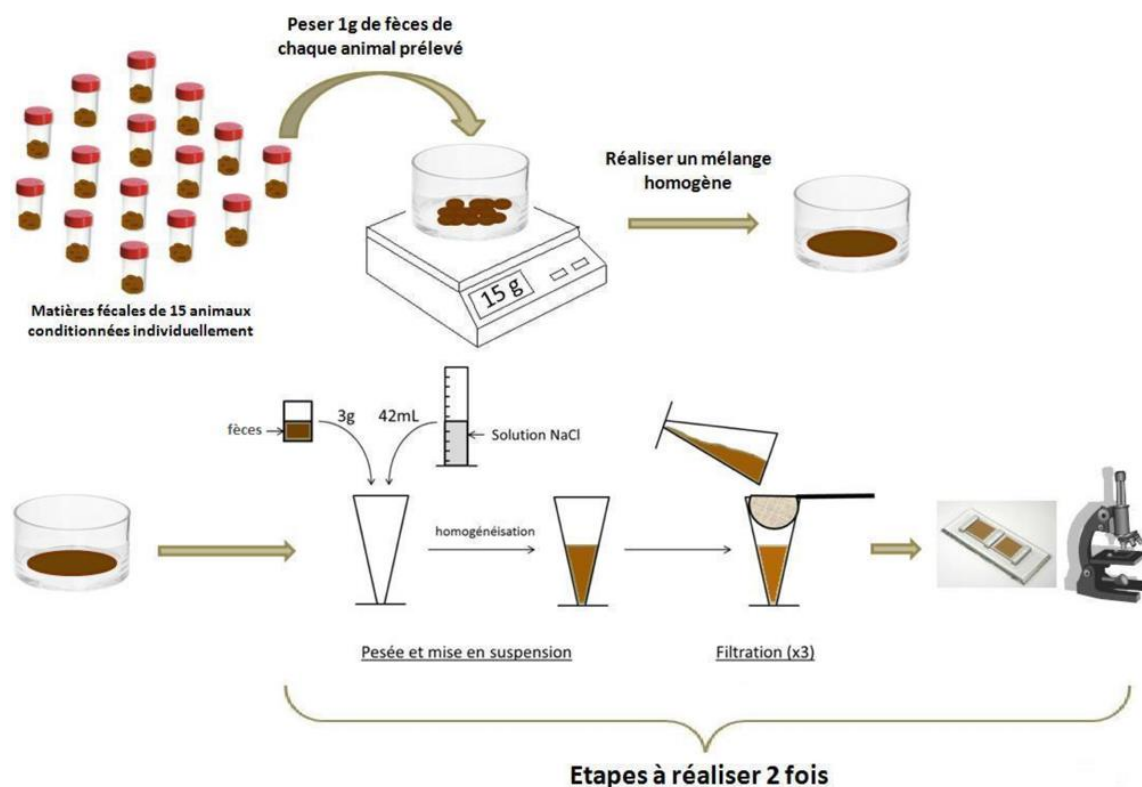 Peser 1g de fèces de
chaque animal prélevé
Réaliser un mélange
homogène
15 g
Matières fécales de 15 animaux
conditionnées individuellement
fèces
3g
42mL
Solution NaCl
homogénéisation
Pesée et mise en suspension
Filtration (x3)
Etapes à réaliser 2 fois